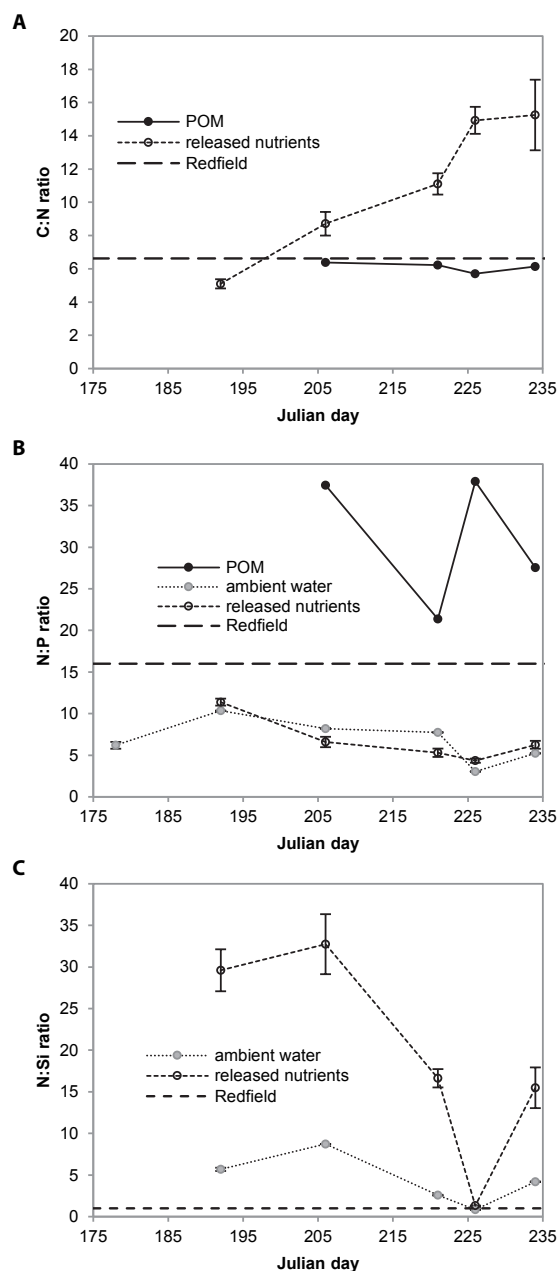 A
20
18
16
14
12
10
8
6
4
2
0
C:N ratio
POM
released nutrients
Redfield
175 185 195 205 215 225 235
Julian day
B
40
35
30
25
20
15
10
5
0
N:P ratio
POM
ambient water
released nutrients
Redfield
175 185 195 205 215 225 235
Julian day
C
40
35
30
25
20
15
10
5
0
N:Si ratio
ambient water
released nutrients
Redfield
175 185 195 205 215 225 235
Julian day